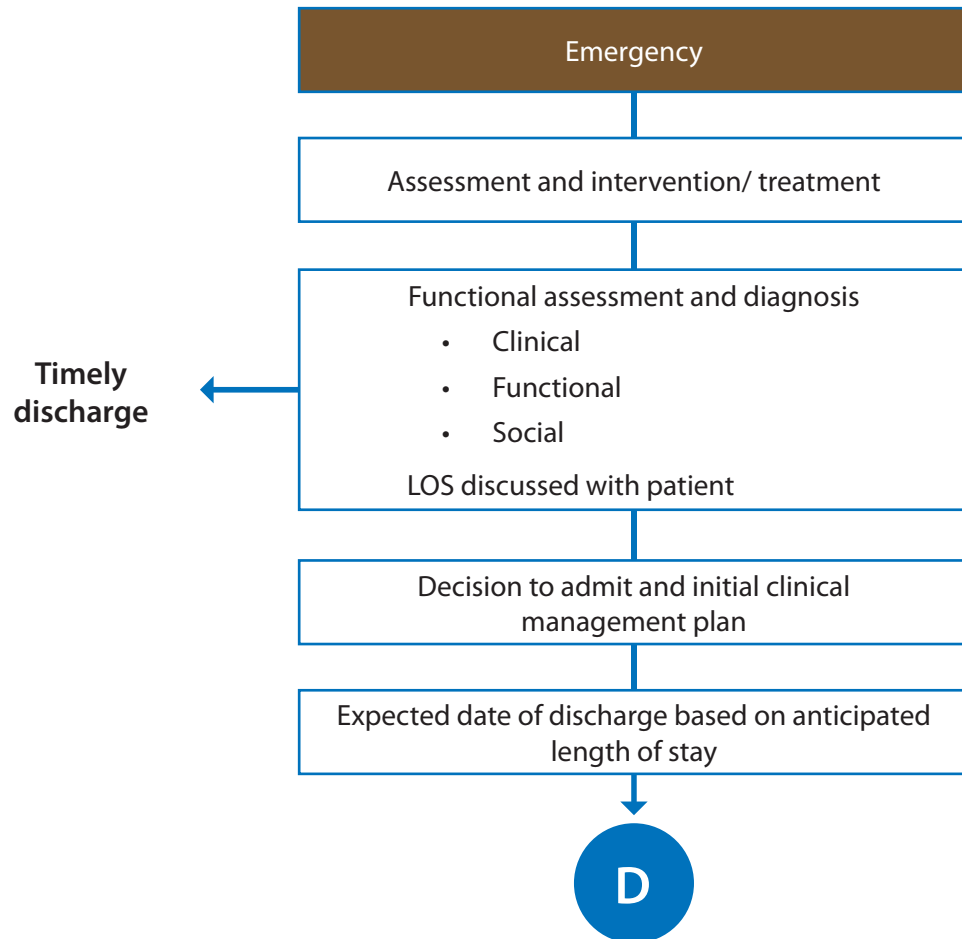 Emergency
Assessment and intervention/ treatment
Functional assessment and diagnosis
• Clinical
• Functional
• Social
LOS discussed with patient
Timely
discharge
Decision to admit and initial clinical
management plan
Expected date of discharge based on anticipated
length of stay
D